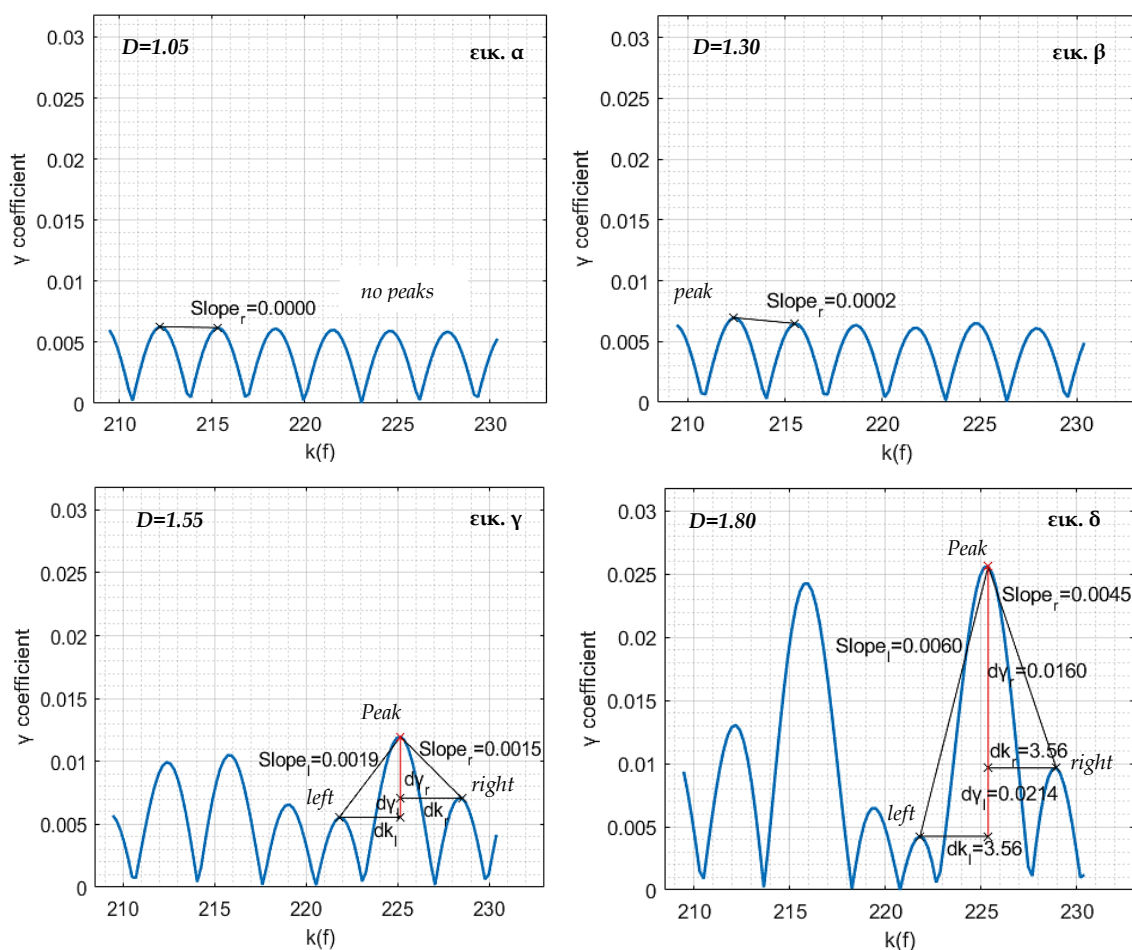 D=1.05
εικ. α
0.03
0.025
0.02
0.015
0.01
0.005
0
γ coefficient
no peaks
Slope_r=0.0000
210 215 220 225 230
k(f)
D=1.30
εικ. β
0.03
0.025
0.02
0.015
0.01
0.005
0
γ coefficient
peak
Slope_r=0.0002
210 215 220 225 230
k(f)
D=1.55
εικ. γ
0.03
0.025
0.02
0.015
0.01
0.005
0
γ coefficient
Peak
Slope_l=0.0019
Slope_r=0.0015
left
dγ_r
right
dγ_l
dk_r
dk_l
210 215 220 225 230
k(f)
D=1.80
εικ. δ
0.03
0.025
0.02
0.015
0.01
0.005
0
γ coefficient
Peak
Slope_r=0.0045
Slope_l=0.0060
dγ_r=0.0160
dk_r=3.56
right
dγ_l=0.0214
left
dk_l=3.56
210 215 220 225 230
k(f)